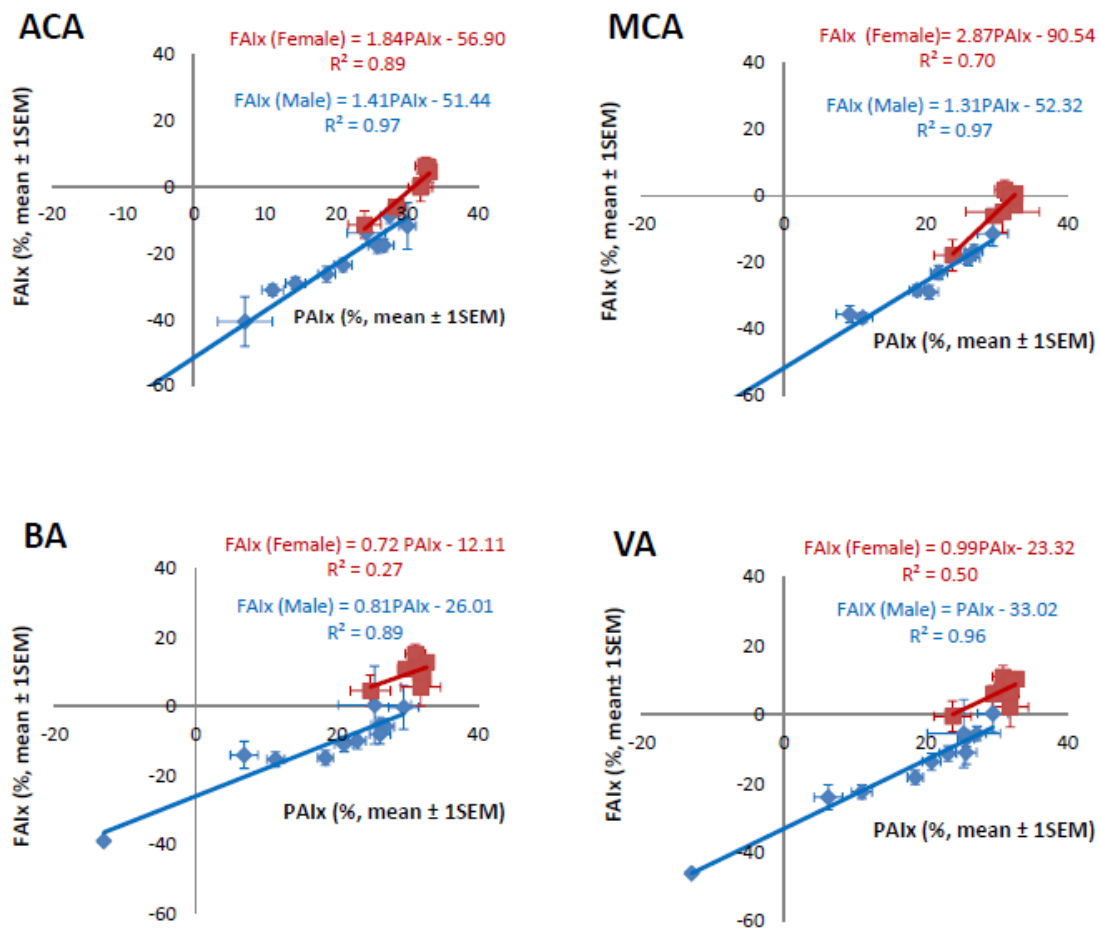 ACA
FAIx (Female) = 1.84PAIx - 56.90
R² = 0.89
FAIx (Male) = 1.41PAIx - 51.44
R² = 0.97
FAIx (%, mean ± 1SEM)
40
20
0
-20
-40
-60
-20
0
10
20
30
40
PAIx (%, mean ± 1SEM)
MCA
FAIx (Female)= 2.87PAIx - 90.54
R² = 0.70
FAIx (Male) = 1.31PAIx - 52.32
R² = 0.97
FAIx (%, mean ± 1SEM)
40
20
0
-20
-40
-60
-20
0
20
40
PAIx (%, mean ± 1SEM)
BA
FAIx (Female) = 0.72 PAIx - 12.11
R² = 0.27
FAIx (Male) = 0.81PAIx - 26.01
R² = 0.89
FAIx (%, mean ± 1SEM)
40
20
0
-20
-40
-60
-20
0
20
40
PAIx (%, mean ± 1SEM)
VA
FAIx (Female) = 0.99PAIx- 23.32
R² = 0.50
FAIX (Male) = PAIx - 33.02
R² = 0.96
FAIx (%, mean± 1SEM)
40
20
0
-20
-40
-60
-20
0
20
40
PAIx (%, mean ± 1SEM)